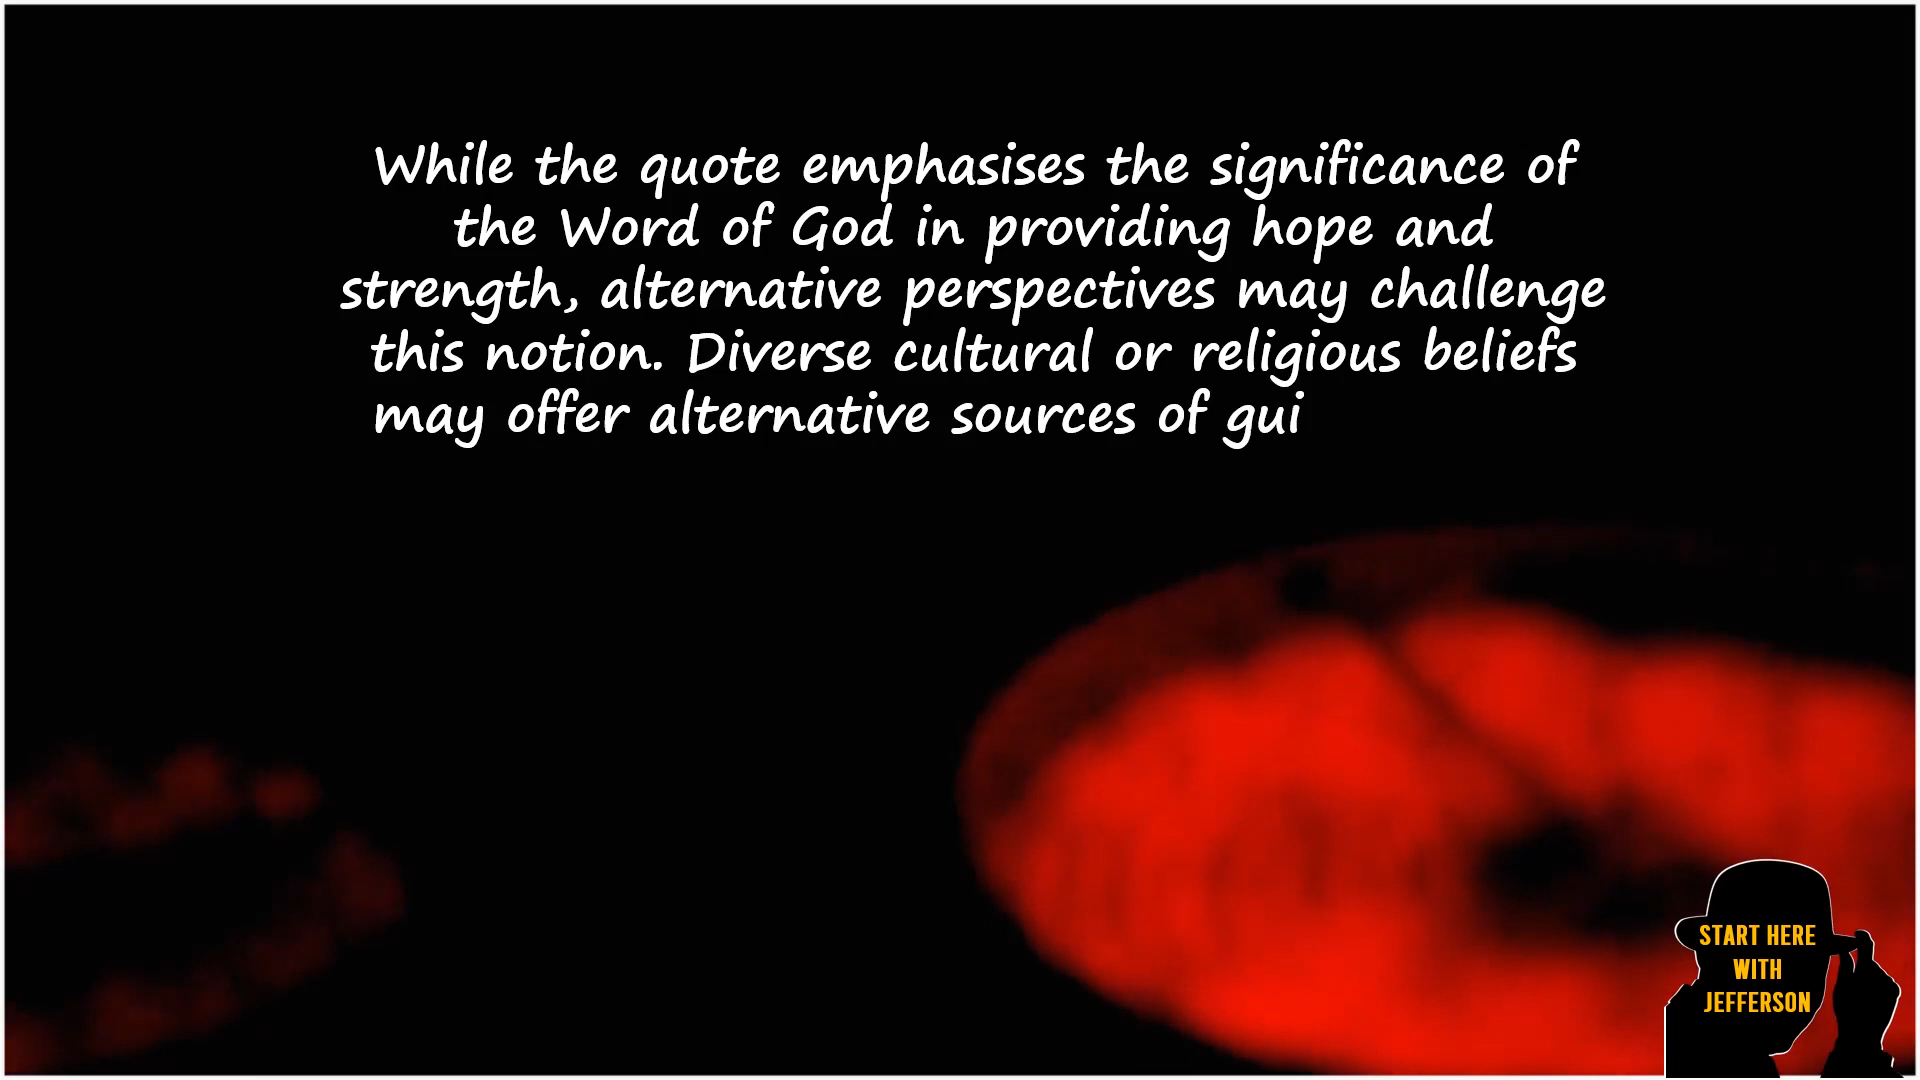 While the quote emphasises the significance of
the Word of God in providing hope and
strength, alternative perspectives may challenge
this notion. Diverse cultural or religious beliefs
may offer alternative sources of gui
START HERE
WITH
JEFFERSON